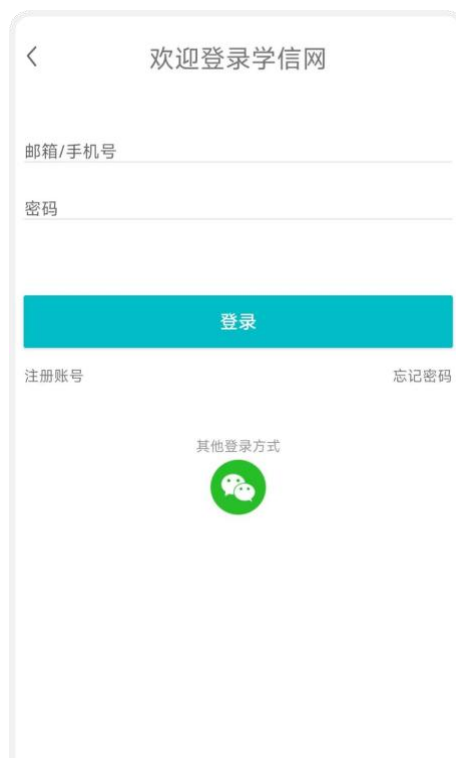 欢迎登录学信网
邮箱/手机号
密码
登录
注册账号 忘记密码
其他登录方式